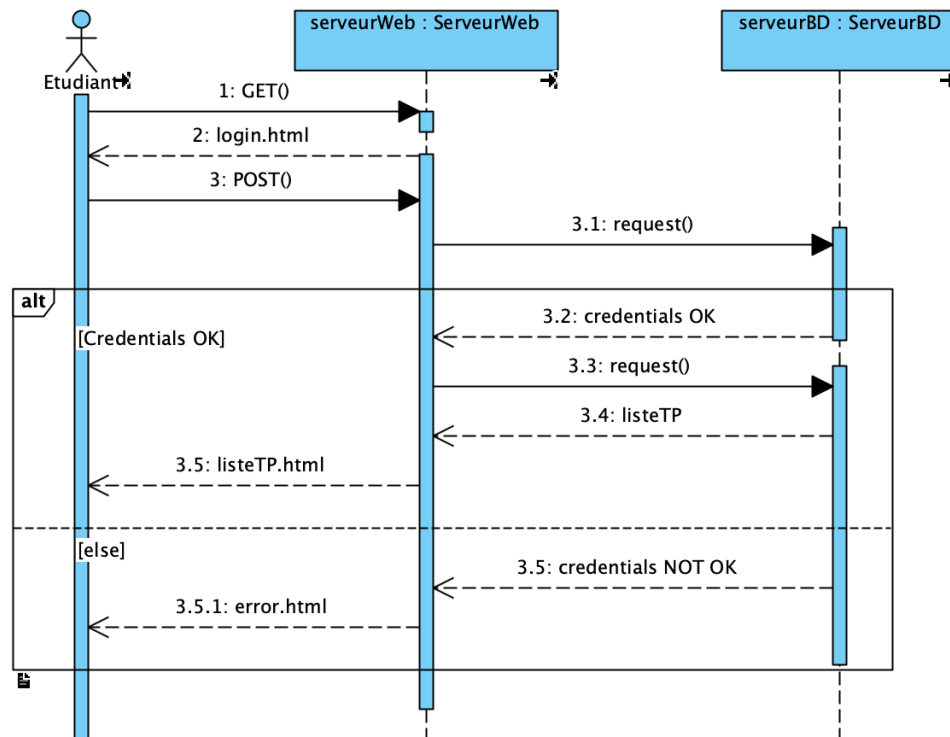 serveurWeb : ServeurWeb
serveurBD : ServeurBD
Etudiant
1: GET()
2: login.html
3: POST()
3.1: request()
alt
3.2: credentials OK
[Credentials OK]
3.3: request()
3.4: listeTP
3.5: listeTP.html
[else]
3.5: credentials NOT OK
3.5.1: error.html